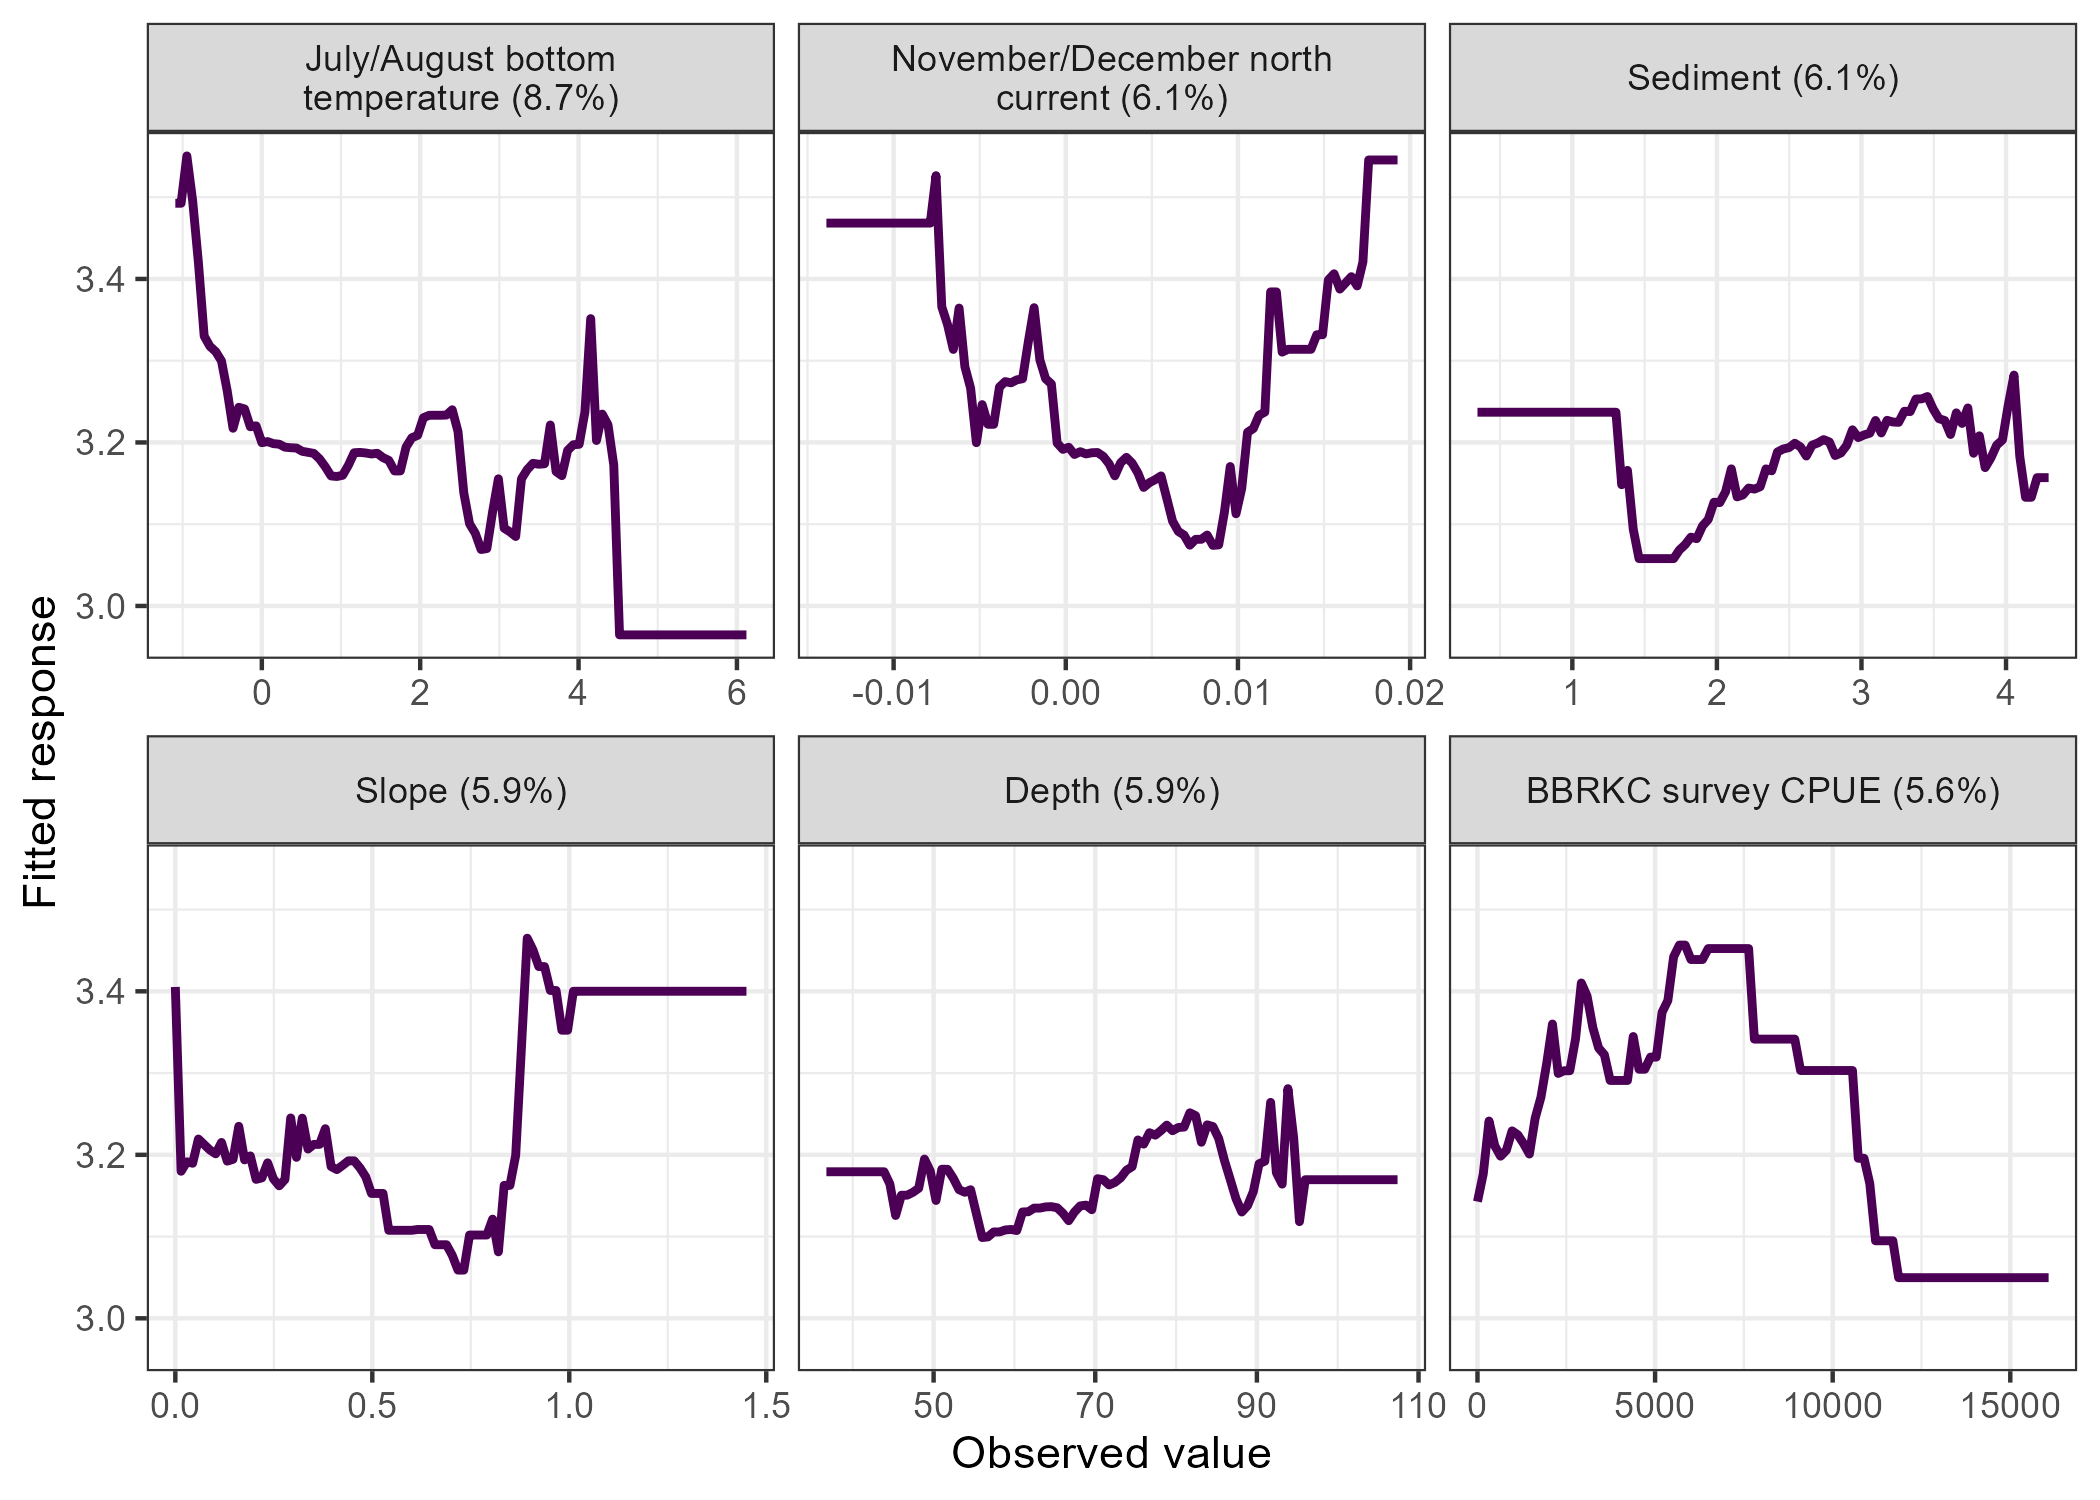 July/August bottom
temperature (8.7%)
November/December north
current (6.1%)
Sediment (6.1%)
3.4
3.2
3.0
0 2 4 6
-0.01 0.00 0.01 0.02
1 2 3 4
Slope (5.9%)
Depth (5.9%)
BBRKC survey CPUE (5.6%)
3.4
3.2
3.0
0.0 0.5 1.0 1.5
50 70 90 110
0 5000 10000 15000
Fitted response
Observed value